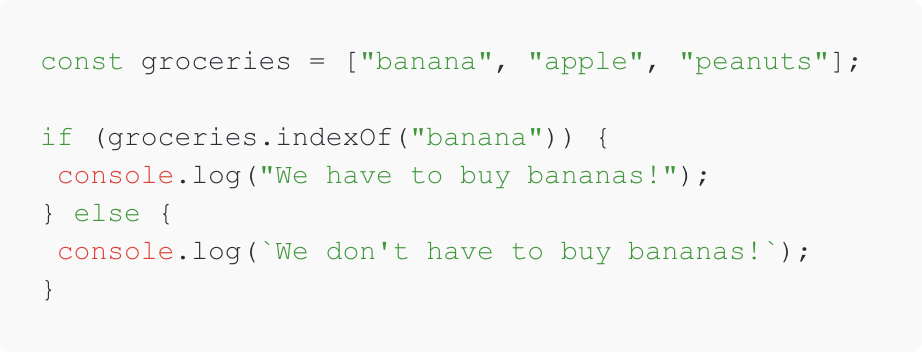 const groceries = ["banana", "apple", "peanuts"];

if (groceries.indexOf("banana")) {
 console.log("We have to buy bananas!");
} else {
 console.log(`We don't have to buy bananas!`);
}